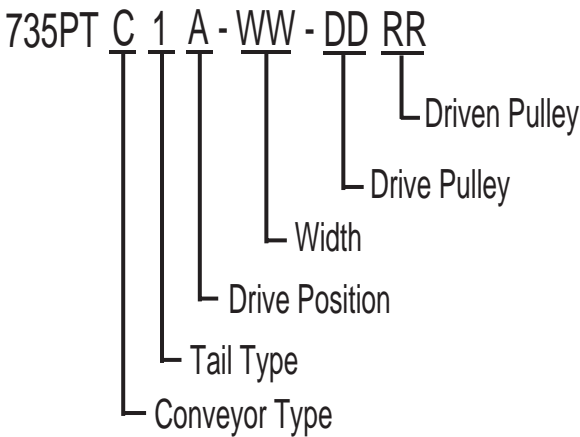 735PT C 1 A - WW - DD RR
Driven Pulley
Drive Pulley
Width
Drive Position
Tail Type
Conveyor Type